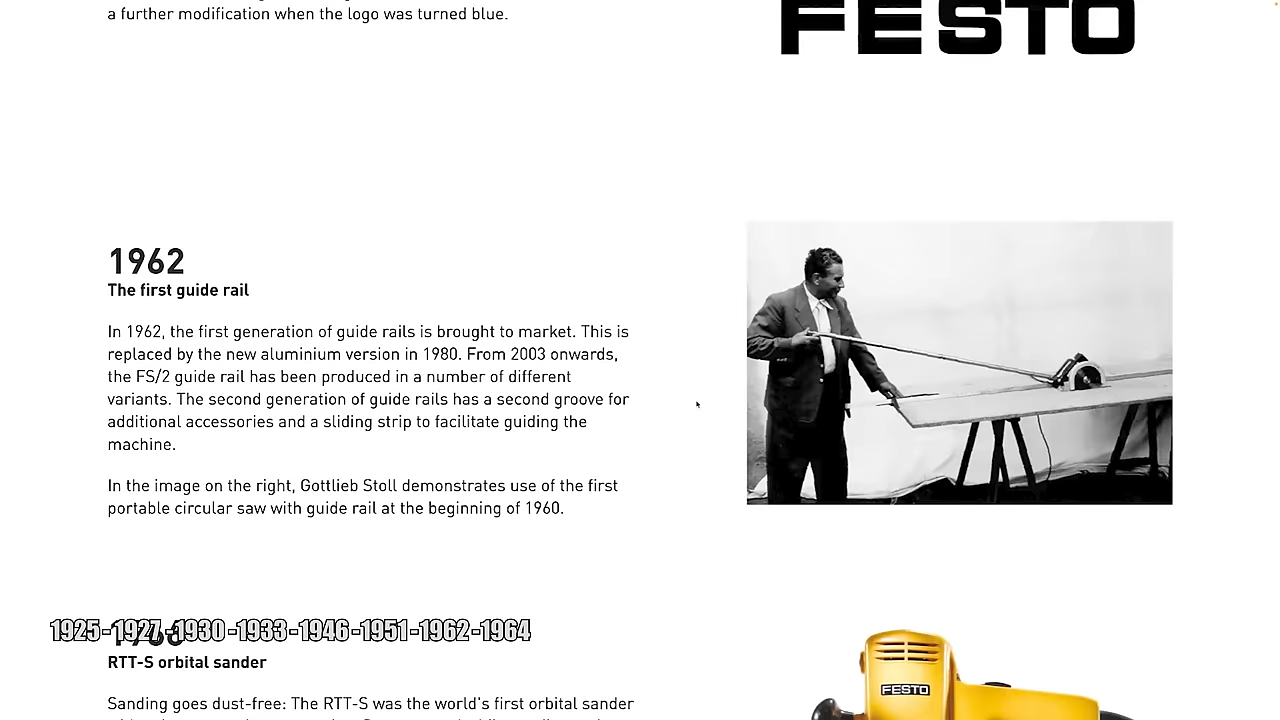 a further modification when the logo was turned blue.
FESTO
1962
The first guide rail
In 1962, the first generation of guide rails is brought to market. This is
replaced by the new aluminium version in 1980. From 2003 onwards,
the FS/2 guide rail has been produced in a number of different
variants. The second generation of guide rails has a second groove for
additional accessories and a sliding strip to facilitate guiding the
machine.
In the image on the right, Gottlieb Stoll demonstrates use of the first
portable circular saw with guide rail at the beginning of 1960.
1925-1927-1930-1933-1946-1951-1962-1964
RTT-S orbital sander
FESTO
Sanding goes dust-free: The RTT-S was the world's first orbital sander